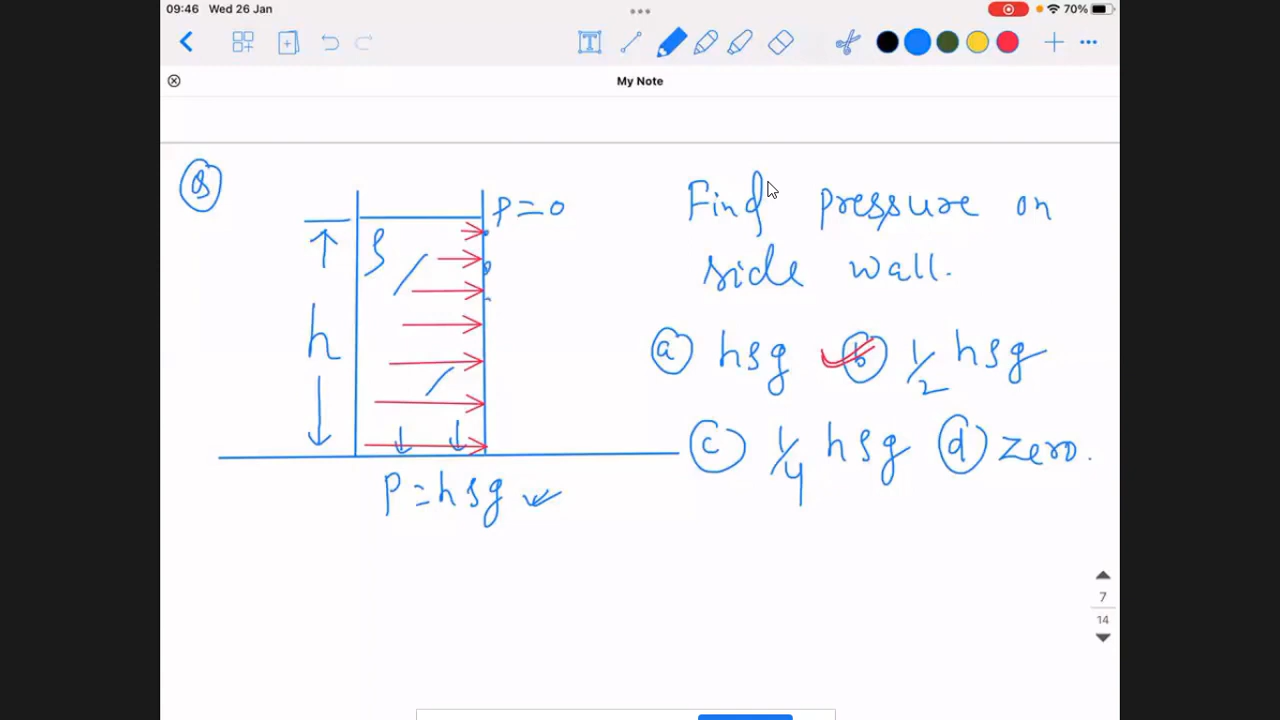 09:46 Wed 26 Jan
70%
My Note
Q
P=0
Find pressure on
side wall.
ρ
h
(a) hρg (b) 1/2 hρg
(c) 1/4 hρg (d) zero.
P=hρg
7
14